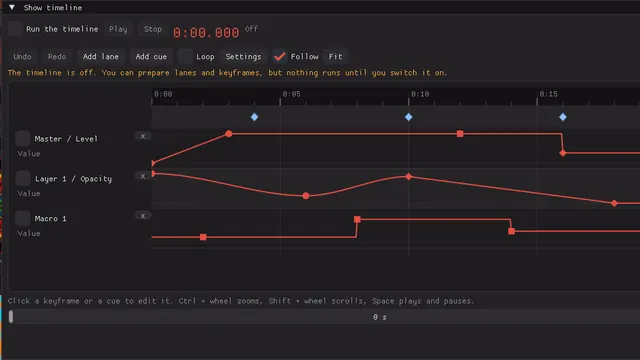 Show timeline
Run the timeline Play Stop 0:00.000 Off
Undo Redo Add lane Add cue Loop Settings Follow Fit
The timeline is off. You can prepare lanes and keyframes, but nothing runs until you switch it on.
0:00 0:05 0:10 0:15
Master / Level x
Value
Layer 1 / Opacity x
Value
Macro 1 x
Value
Click a keyframe or a cue to edit it. Ctrl + wheel zooms, Shift + wheel scrolls, Space plays and pauses.
0 s